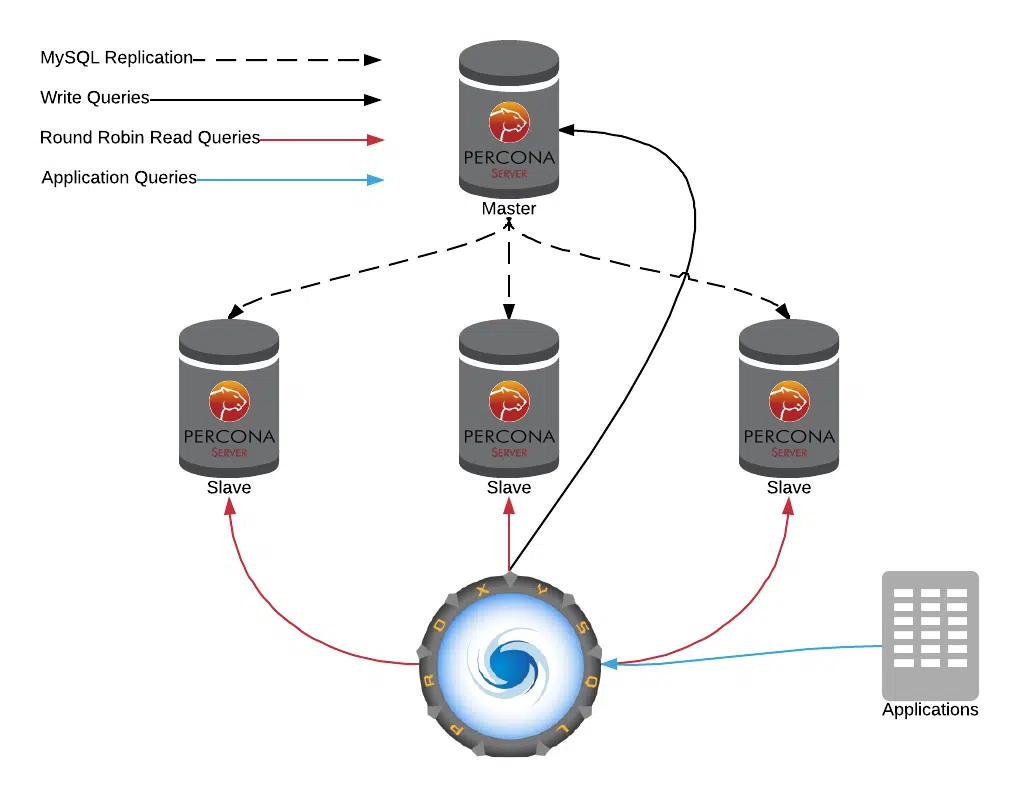 MySQL Replication
Write Queries
Round Robin Read Queries
Application Queries
PERCONA
SERVER
Master
PERCONA
SERVER
Slave
PERCONA
SERVER
Slave
PERCONA
SERVER
Slave
PROXYSQL
Applications